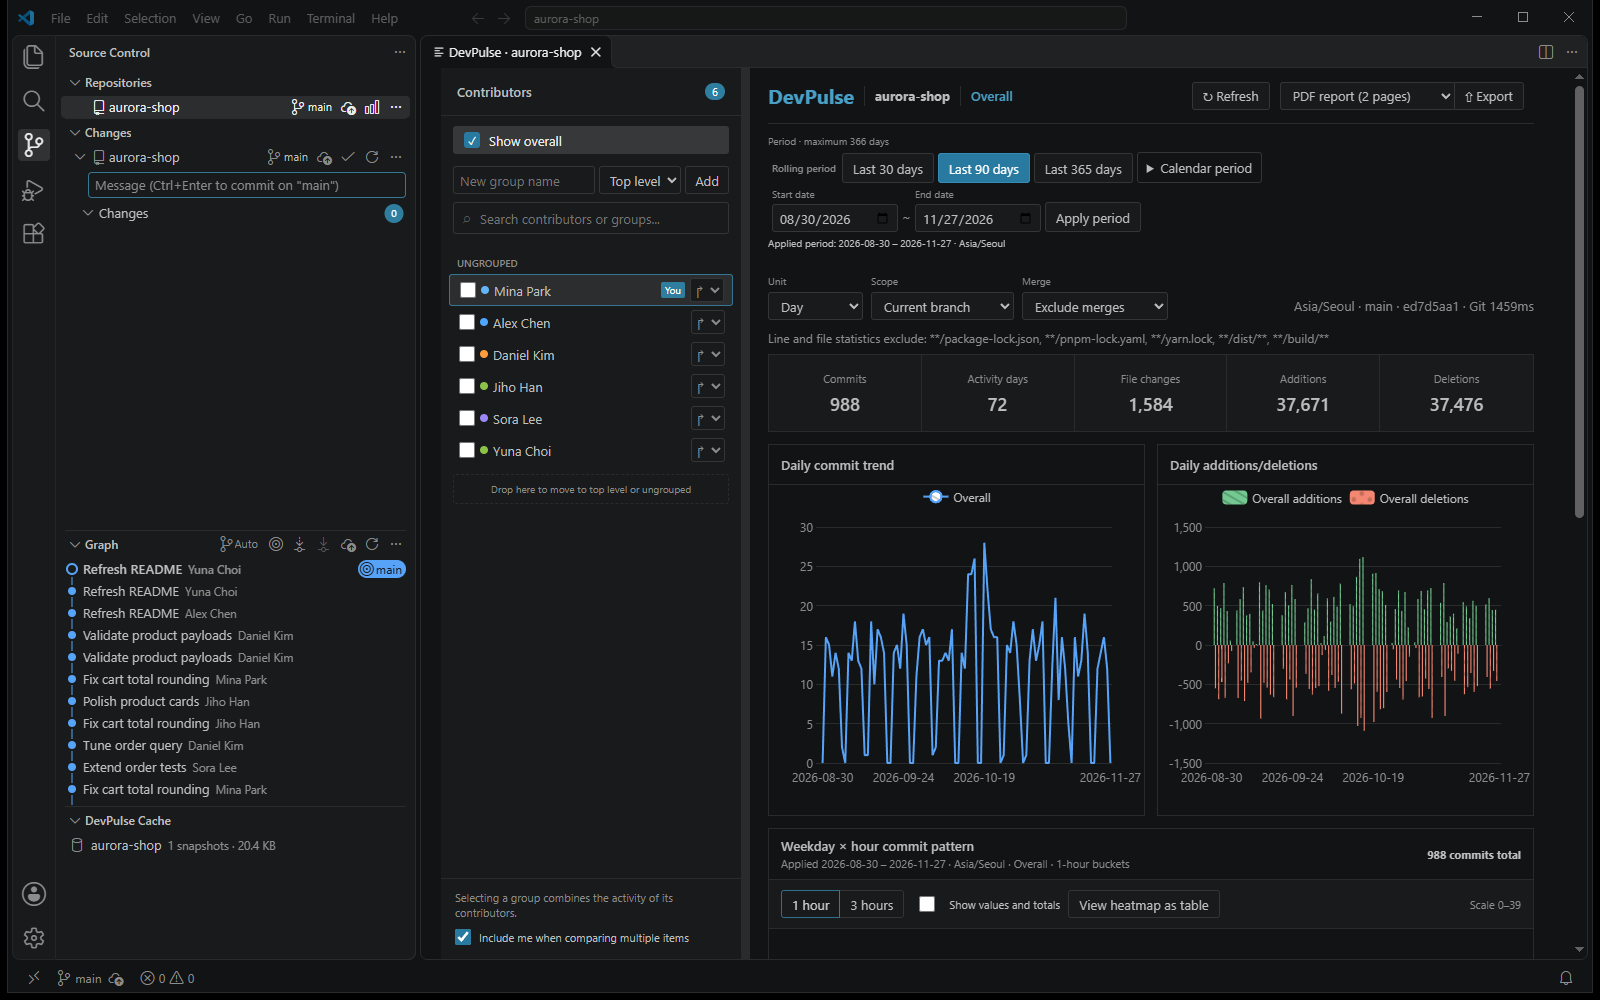 File Edit Selection View Go Run Terminal Help
aurora-shop
Source Control
Repositories
aurora-shop main
Changes
aurora-shop main
Message (Ctrl+Enter to commit on "main")
Changes 0
Graph Auto
Refresh README Yuna Choi main
Refresh README Yuna Choi
Refresh README Alex Chen
Validate product payloads Daniel Kim
Validate product payloads Daniel Kim
Fix cart total rounding Mina Park
Polish product cards Jiho Han
Fix cart total rounding Jiho Han
Tune order query Daniel Kim
Extend order tests Sora Lee
Fix cart total rounding Mina Park
DevPulse Cache
aurora-shop 1 snapshots · 20.4 KB
DevPulse · aurora-shop
Contributors 6
Show overall
New group name Top level Add
Search contributors or groups...
UNGROUPED
Mina Park You
Alex Chen
Daniel Kim
Jiho Han
Sora Lee
Yuna Choi
Drop here to move to top level or ungrouped
Selecting a group combines the activity of its
contributors.
Include me when comparing multiple items
DevPulse aurora-shop Overall
Refresh PDF report (2 pages) Export
Period · maximum 366 days
Rolling period Last 30 days Last 90 days Last 365 days Calendar period
Start date End date
08/30/2026 ~ 11/27/2026 Apply period
Applied period: 2026-08-30 – 2026-11-27 · Asia/Seoul
Unit Scope Merge
Day Current branch Exclude merges
Asia/Seoul · main · ed7d5aa1 · Git 1459ms
Line and file statistics exclude: **/package-lock.json, **/pnpm-lock.yaml, **/yarn.lock, **/dist/**, **/build/**
Commits Activity days File changes Additions Deletions
988 72 1,584 37,671 37,476
Daily commit trend
Overall
30
25
20
15
10
5
0
2026-08-30 2026-09-24 2026-10-19 2026-11-27
Daily additions/deletions
Overall additions Overall deletions
1,500
1,000
500
0
-500
-1,000
-1,500
2026-08-30 2026-09-24 2026-10-19 2026-11-27
Weekday × hour commit pattern
Applied 2026-08-30 – 2026-11-27 · Asia/Seoul · Overall · 1-hour buckets
988 commits total
1 hour 3 hours Show values and totals View heatmap as table Scale 0–39
main 0 0